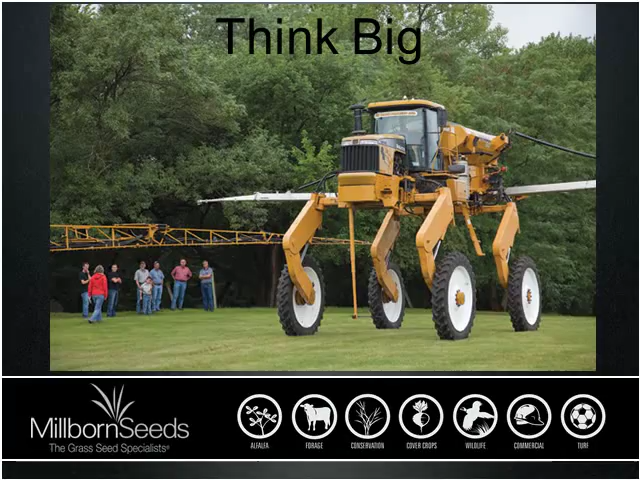 Think Big
MillbornSeeds
The Grass Seed Specialists®
ALFALFA
FORAGE
CONSERVATION
COVER CROPS
WILDLIFE
COMMERCIAL
TURF